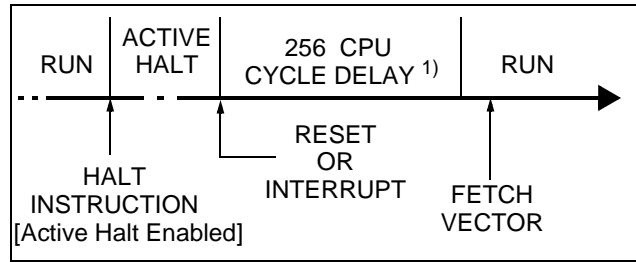 RUN
ACTIVE
HALT
256 CPU
CYCLE DELAY 1)
RUN
HALT
INSTRUCTION
[Active Halt Enabled]
RESET
OR
INTERRUPT
FETCH
VECTOR